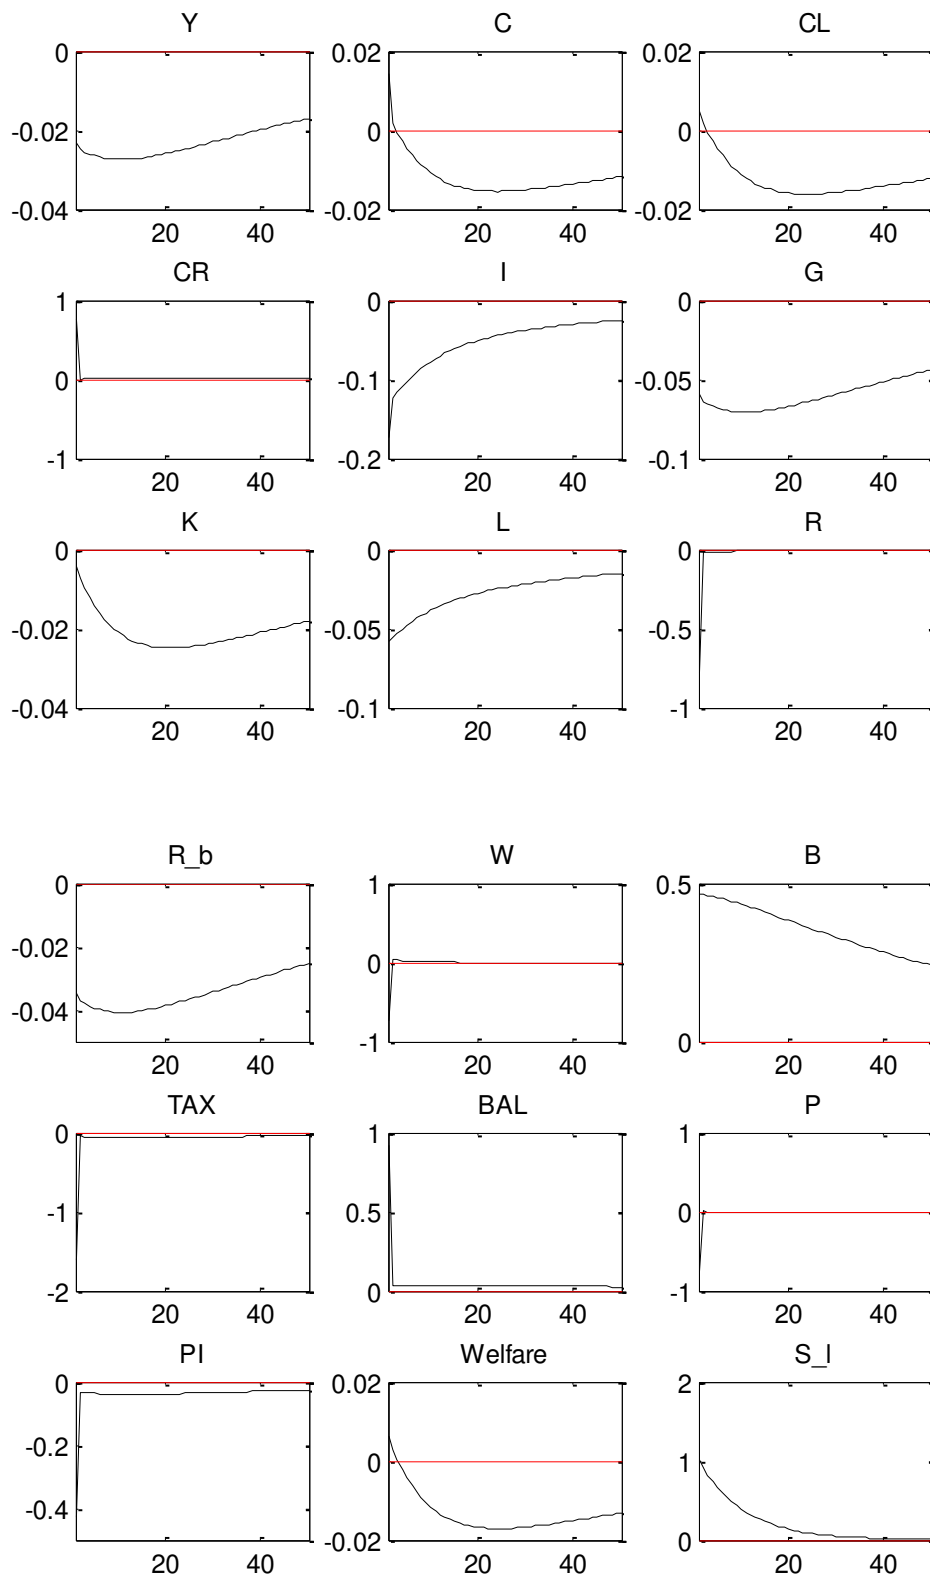 Y C CL
0 0.02 0.02
-0.02 0 0
-0.04 -0.02 -0.02
20 40 20 40 20 40
CR I G
1 0 0
0 -0.1 -0.05
-1 -0.2 -0.1
20 40 20 40 20 40
K L R
0 0 0
-0.02 -0.05 -0.5
-0.04 -0.1 -1
20 40 20 40 20 40
R_b W B
0 1 0.5
-0.02
-0.04 0
-1 0
20 40 20 40 20 40
TAX BAL P
0 1 1
-1 0.5 0
-2 0 -1
20 40 20 40 20 40
PI Welfare S_I
0 0.02 2
-0.2 0 1
-0.4
-0.02 0
20 40 20 40 20 40